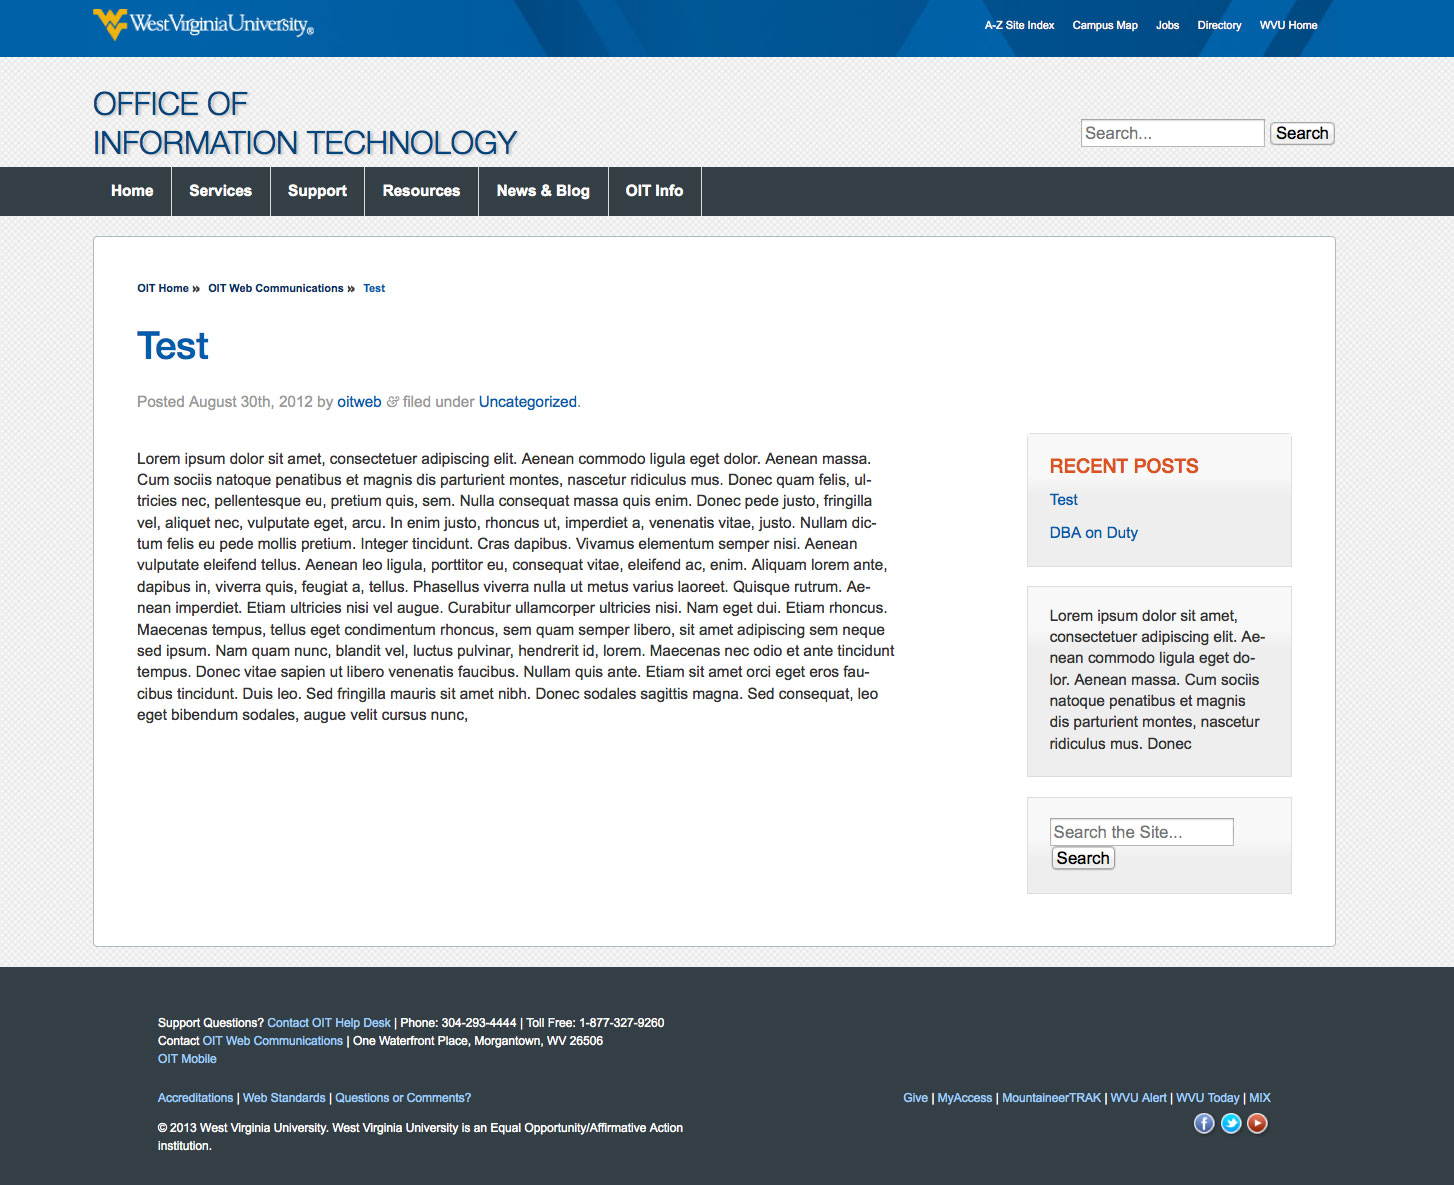 WestVirginiaUniversity®
A-Z Site Index Campus Map Jobs Directory WVU Home
OFFICE OF
INFORMATION TECHNOLOGY
Search... Search
Home Services Support Resources News & Blog OIT Info
OIT Home » OIT Web Communications » Test
Test
Posted August 30th, 2012 by oitweb & filed under Uncategorized.
Lorem ipsum dolor sit amet, consectetuer adipiscing elit. Aenean commodo ligula eget dolor. Aenean massa.
Cum sociis natoque penatibus et magnis dis parturient montes, nascetur ridiculus mus. Donec quam felis, ul-
tricies nec, pellentesque eu, pretium quis, sem. Nulla consequat massa quis enim. Donec pede justo, fringilla
vel, aliquet nec, vulputate eget, arcu. In enim justo, rhoncus ut, imperdiet a, venenatis vitae, justo. Nullam dic-
tum felis eu pede mollis pretium. Integer tincidunt. Cras dapibus. Vivamus elementum semper nisi. Aenean
vulputate eleifend tellus. Aenean leo ligula, porttitor eu, consequat vitae, eleifend ac, enim. Aliquam lorem ante,
dapibus in, viverra quis, feugiat a, tellus. Phasellus viverra nulla ut metus varius laoreet. Quisque rutrum. Ae-
nean imperdiet. Etiam ultricies nisi vel augue. Curabitur ullamcorper ultricies nisi. Nam eget dui. Etiam rhoncus.
Maecenas tempus, tellus eget condimentum rhoncus, sem quam semper libero, sit amet adipiscing sem neque
sed ipsum. Nam quam nunc, blandit vel, luctus pulvinar, hendrerit id, lorem. Maecenas nec odio et ante tincidunt
tempus. Donec vitae sapien ut libero venenatis faucibus. Nullam quis ante. Etiam sit amet orci eget eros fau-
cibus tincidunt. Duis leo. Sed fringilla mauris sit amet nibh. Donec sodales sagittis magna. Sed consequat, leo
eget bibendum sodales, augue velit cursus nunc,
RECENT POSTS
Test
DBA on Duty
Lorem ipsum dolor sit amet,
consectetuer adipiscing elit. Ae-
nean commodo ligula eget do-
lor. Aenean massa. Cum sociis
natoque penatibus et magnis
dis parturient montes, nascetur
ridiculus mus. Donec
Search the Site...
Search
Support Questions? Contact OIT Help Desk | Phone: 304-293-4444 | Toll Free: 1-877-327-9260
Contact OIT Web Communications | One Waterfront Place, Morgantown, WV 26506
OIT Mobile
Accreditations | Web Standards | Questions or Comments?
Give | MyAccess | MountaineerTRAK | WVU Alert | WVU Today | MIX
© 2013 West Virginia University. West Virginia University is an Equal Opportunity/Affirmative Action
institution.